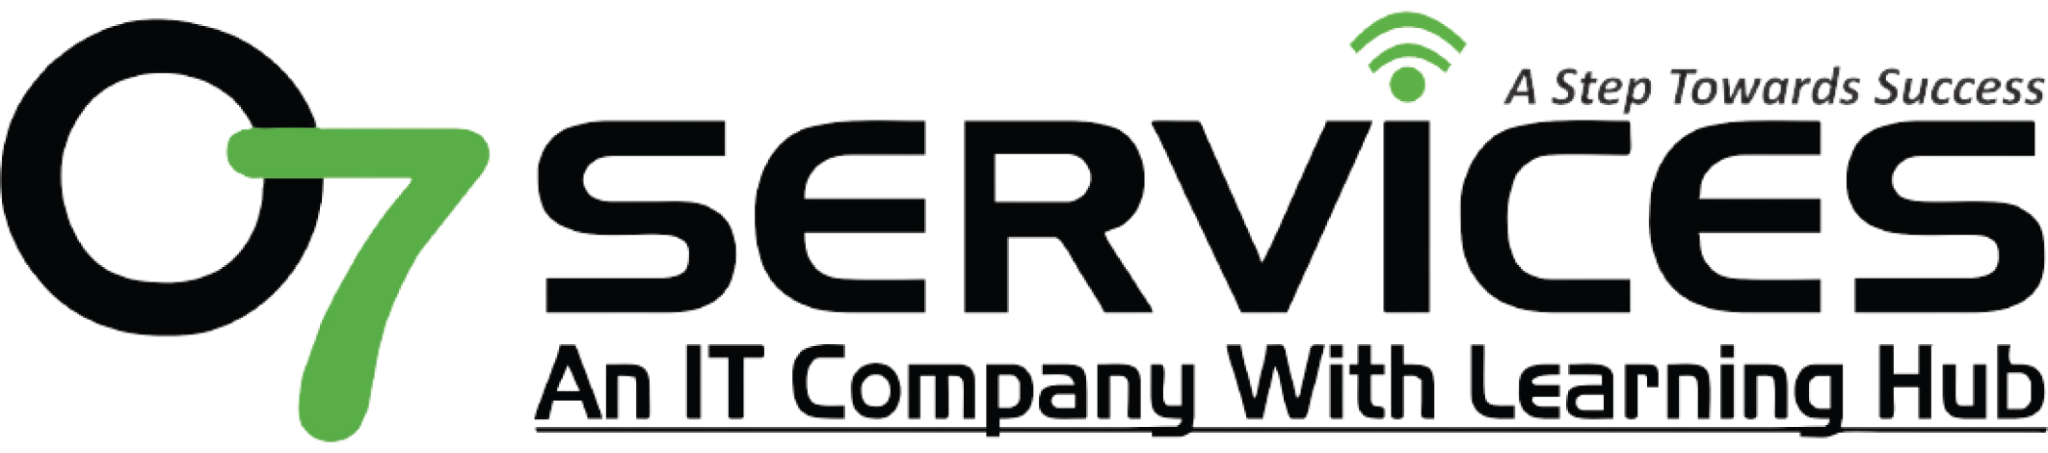 O7 SERVICES
A Step Towards Success
An IT Company With Learning Hub